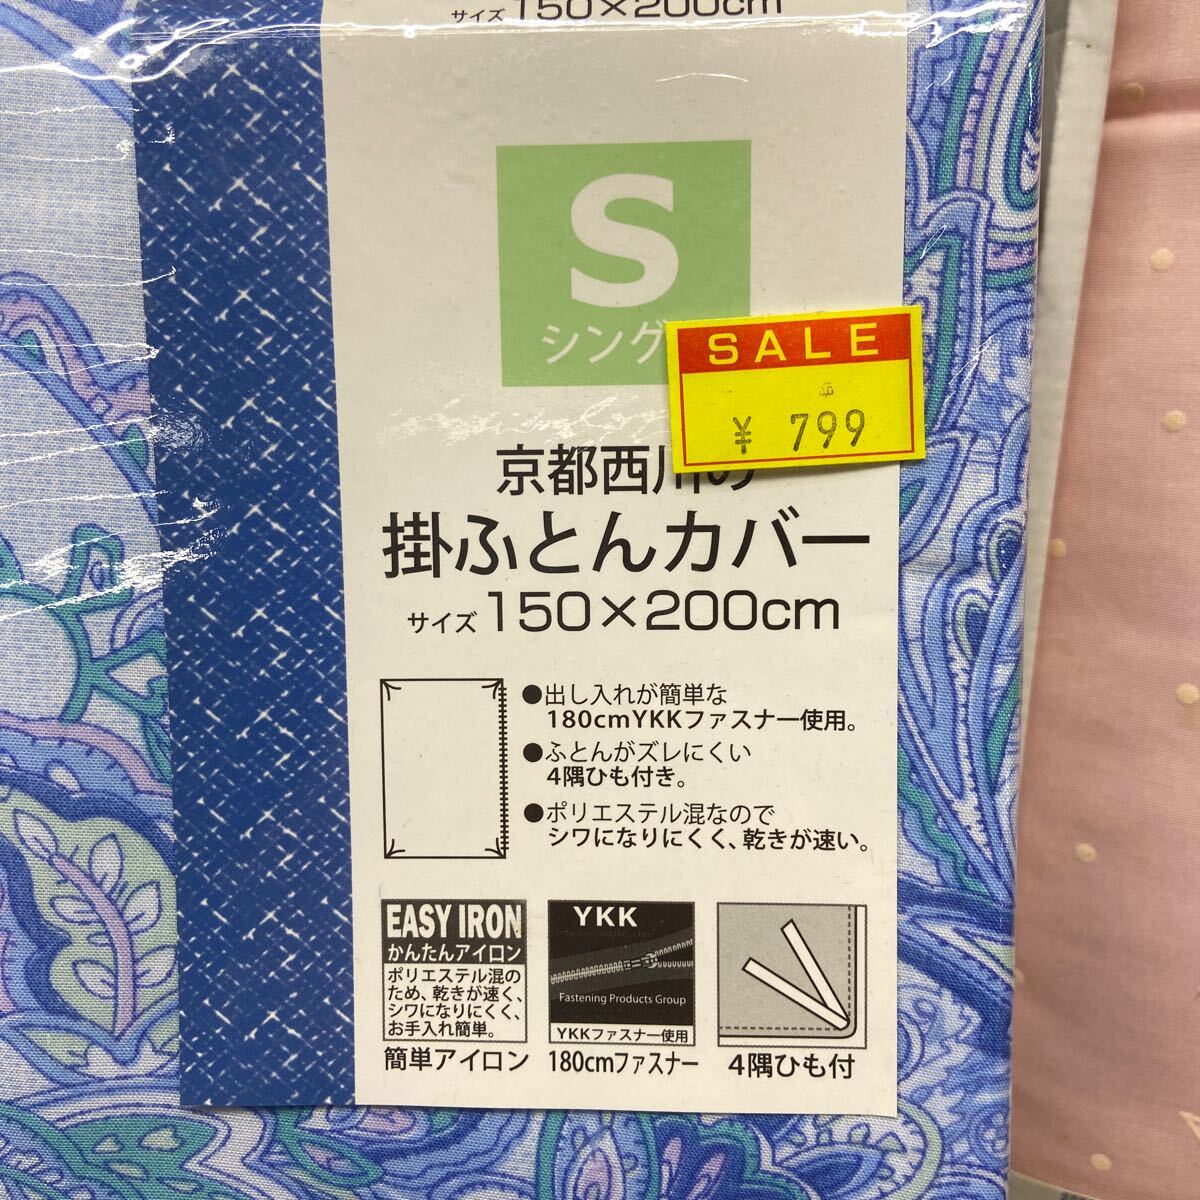 サイズ 150×200cm
S
シング
SALE
¥ 799
京都西川の
掛ふとんカバー
サイズ 150×200cm
●出し入れが簡単な
180cmYKKファスナー使用。
●ふとんがズレにくい
4隅ひも付き。
●ポリエステル混なので
シワになりにくく、乾きが速い。
EASY IRON
かんたんアイロン
ポリエステル混の
ため、乾きが速く、
シワになりにくく、
お手入れ簡単。
簡単アイロン
YKK
Fastening Products Group
YKKファスナー使用
180cmファスナー
4隅ひも付